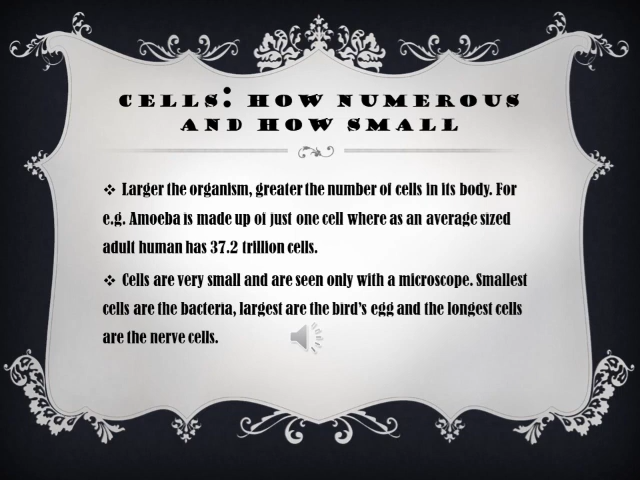 CELLS: HOW NUMEROUS
AND HOW SMALL
❖ Larger the organism, greater the number of cells in its body. For
e.g. Amoeba is made up of just one cell where as an average sized
adult human has 37.2 trillion cells.
❖ Cells are very small and are seen only with a microscope. Smallest
cells are the bacteria, largest are the bird's egg and the longest cells
are the nerve cells.